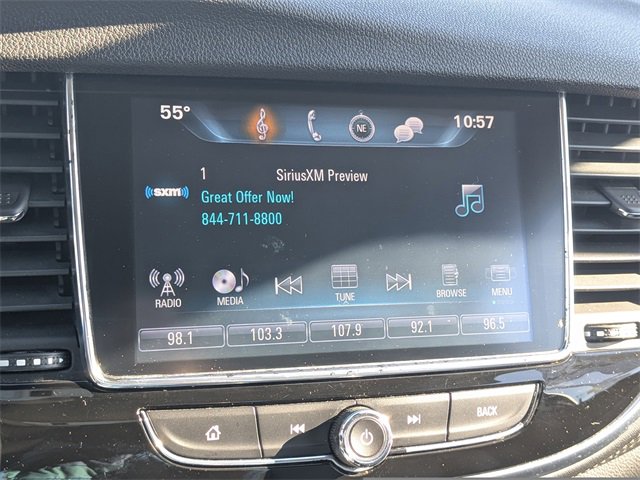 55° NE 10:57
1 SiriusXM Preview
((sxm)) Great Offer Now!
844-711-8800
RADIO MEDIA TUNE BROWSE MENU
98.1 103.3 107.9 92.1 96.5
BACK